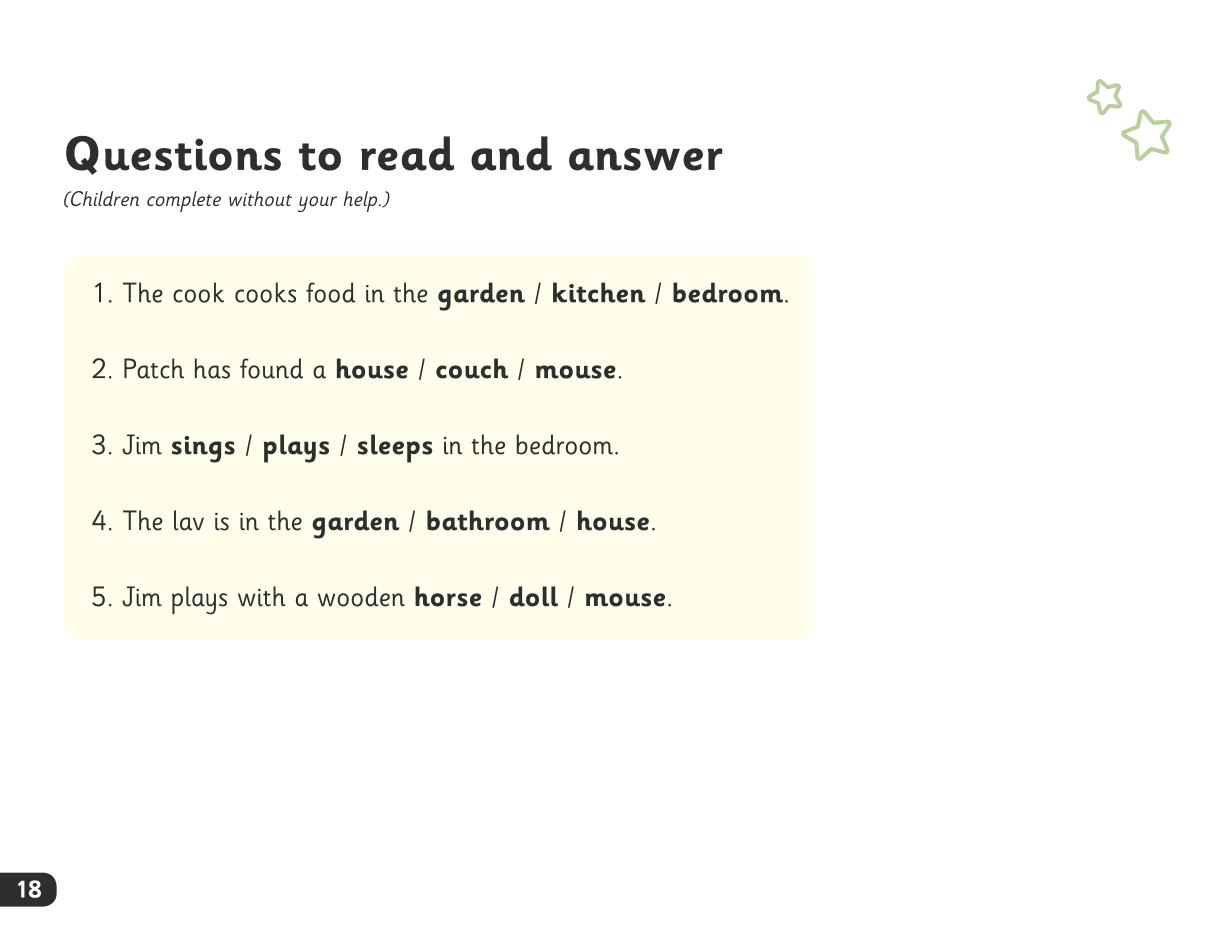 Questions to read and answer
(Children complete without your help.)
1. The cook cooks food in the garden / kitchen / bedroom.
2. Patch has found a house / couch / mouse.
3. Jim sings / plays / sleeps in the bedroom.
4. The lav is in the garden / bathroom / house.
5. Jim plays with a wooden horse / doll / mouse.
18